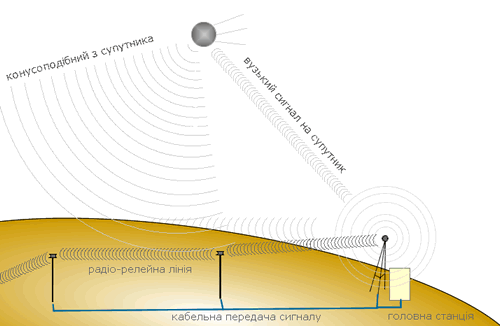 конусоподібний з супутника
вузький сигнал на супутник
радіо-релейна лінія
кабельна передача сигналу
головна станція